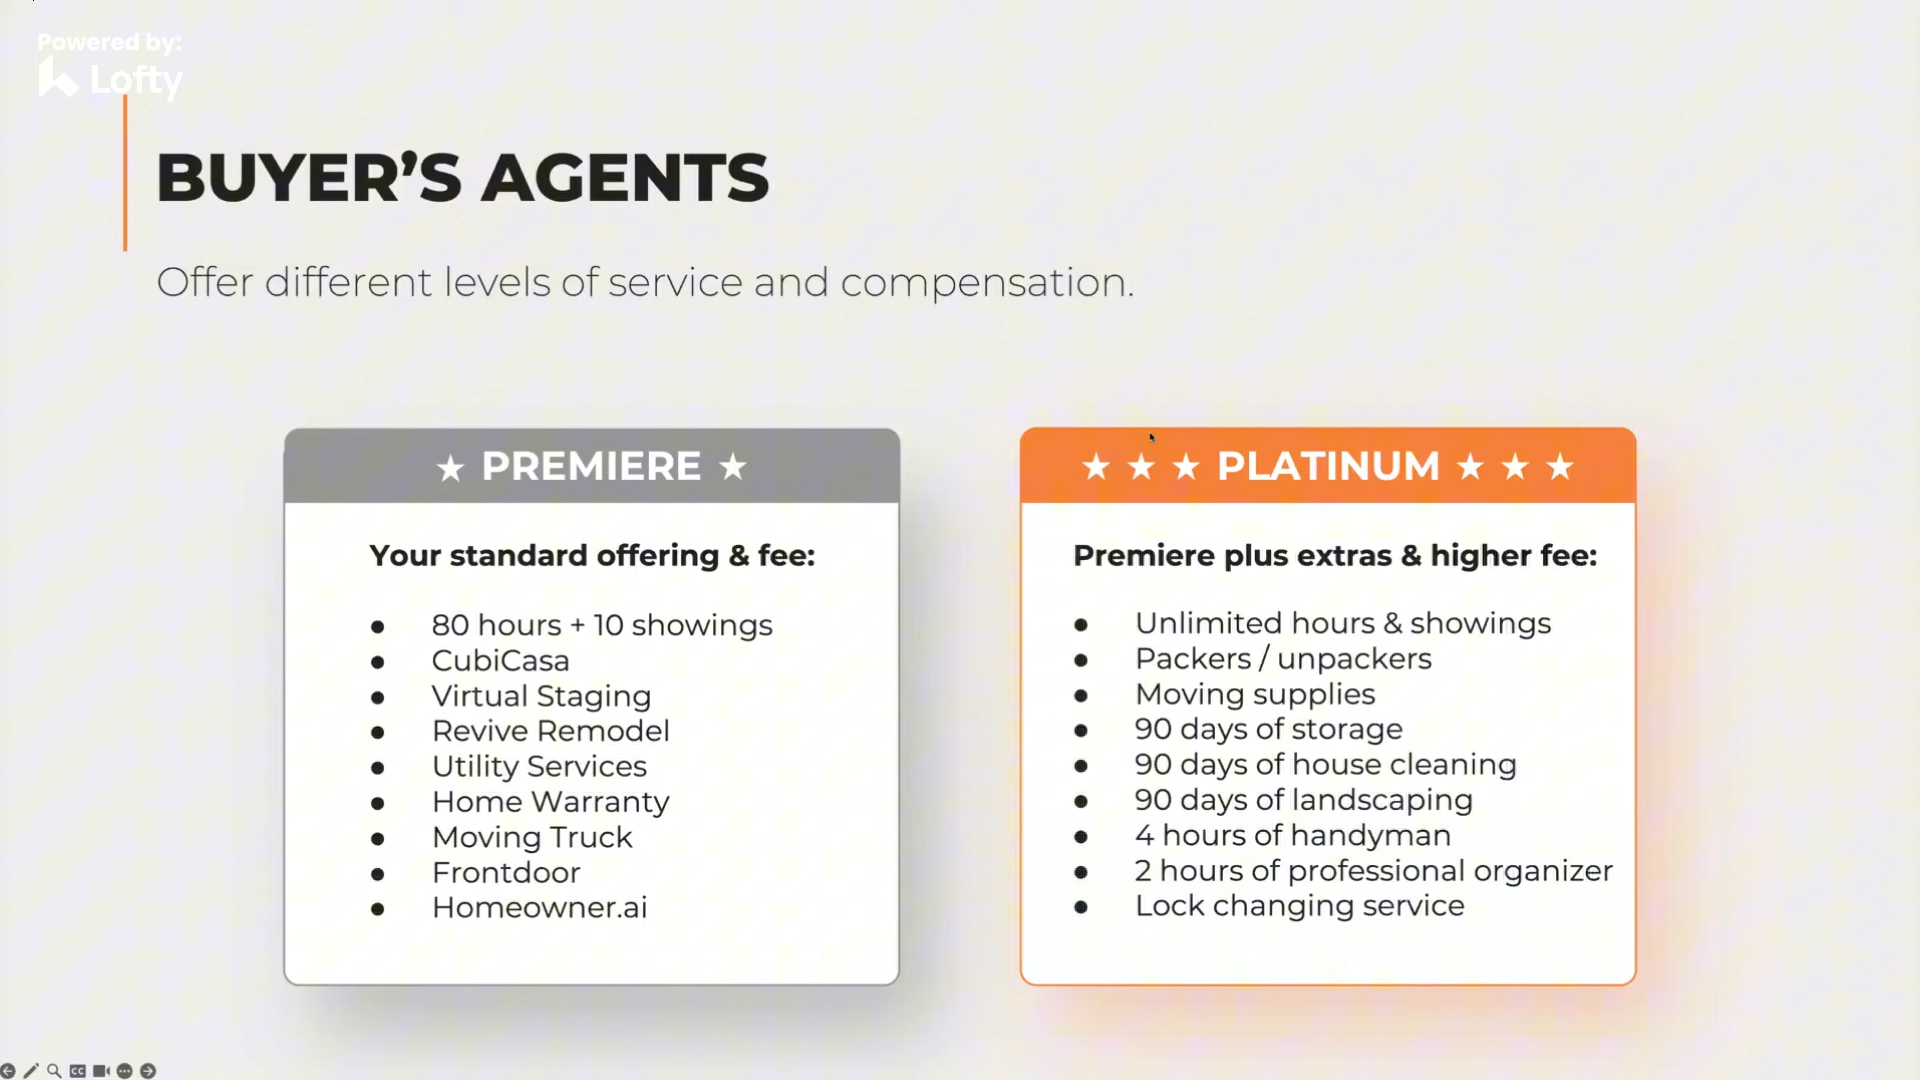 Powered by:
Lofty
BUYER’S AGENTS
Offer different levels of service and compensation.
★ PREMIERE ★
Your standard offering & fee:
● 80 hours + 10 showings
● CubiCasa
● Virtual Staging
● Revive Remodel
● Utility Services
● Home Warranty
● Moving Truck
● Frontdoor
● Homeowner.ai
★ ★ ★ PLATINUM ★ ★ ★
Premiere plus extras & higher fee:
● Unlimited hours & showings
● Packers / unpackers
● Moving supplies
● 90 days of storage
● 90 days of house cleaning
● 90 days of landscaping
● 4 hours of handyman
● 2 hours of professional organizer
● Lock changing service
CC